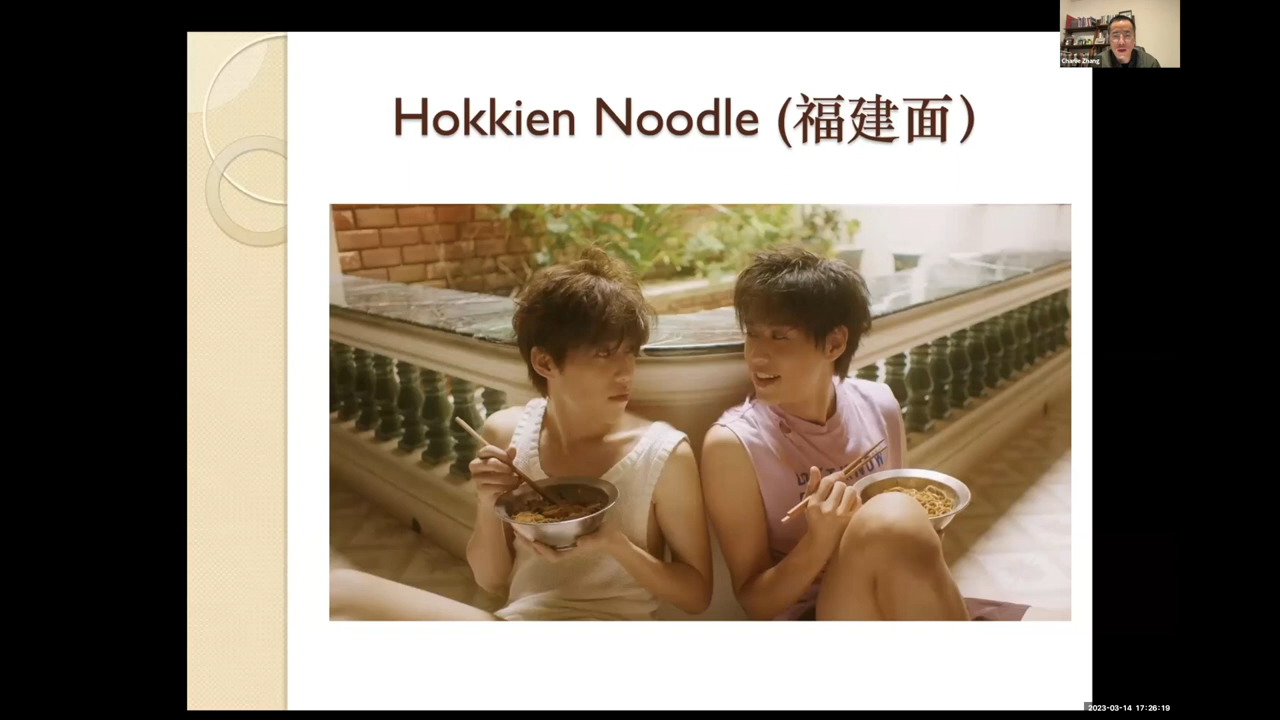 Charlie Zhang
Hokkien Noodle (福建面）
2023-03-14 17:26:19